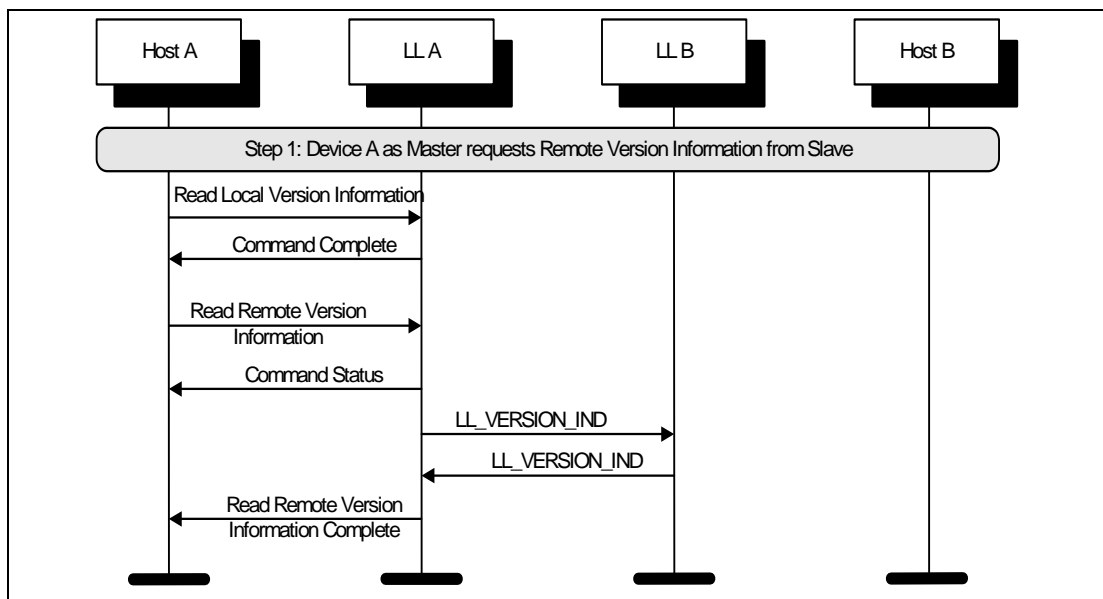 Host A
LL A
LL B
Host B
Step 1: Device A as Master requests Remote Version Information from Slave
Read Local Version Information
Command Complete
Read Remote Version
Information
Command Status
LL_VERSION_IND
LL_VERSION_IND
Read Remote Version
Information Complete